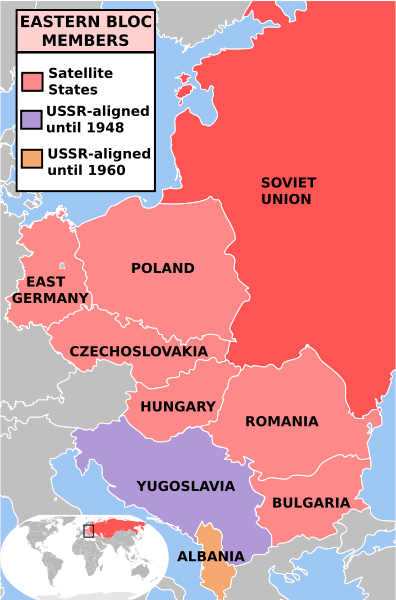 EASTERN BLOC
MEMBERS
Satellite
States
USSR-aligned
until 1948
USSR-aligned
until 1960
SOVIET
UNION
POLAND
EAST
GERMANY
CZECHOSLOVAKIA
HUNGARY
ROMANIA
YUGOSLAVIA
BULGARIA
ALBANIA